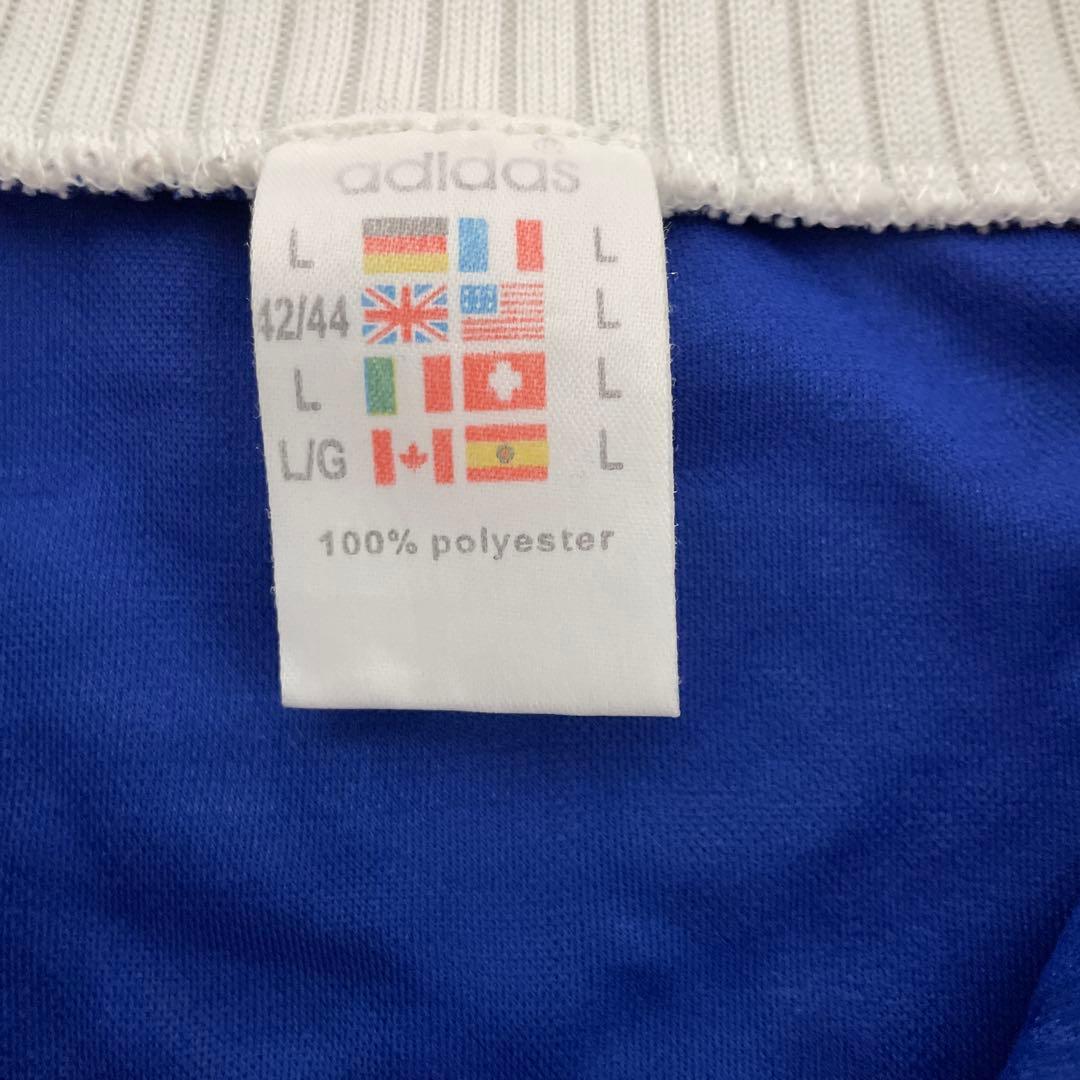 adidas
L L
42/44 L
L L
L/G L
100% polyester